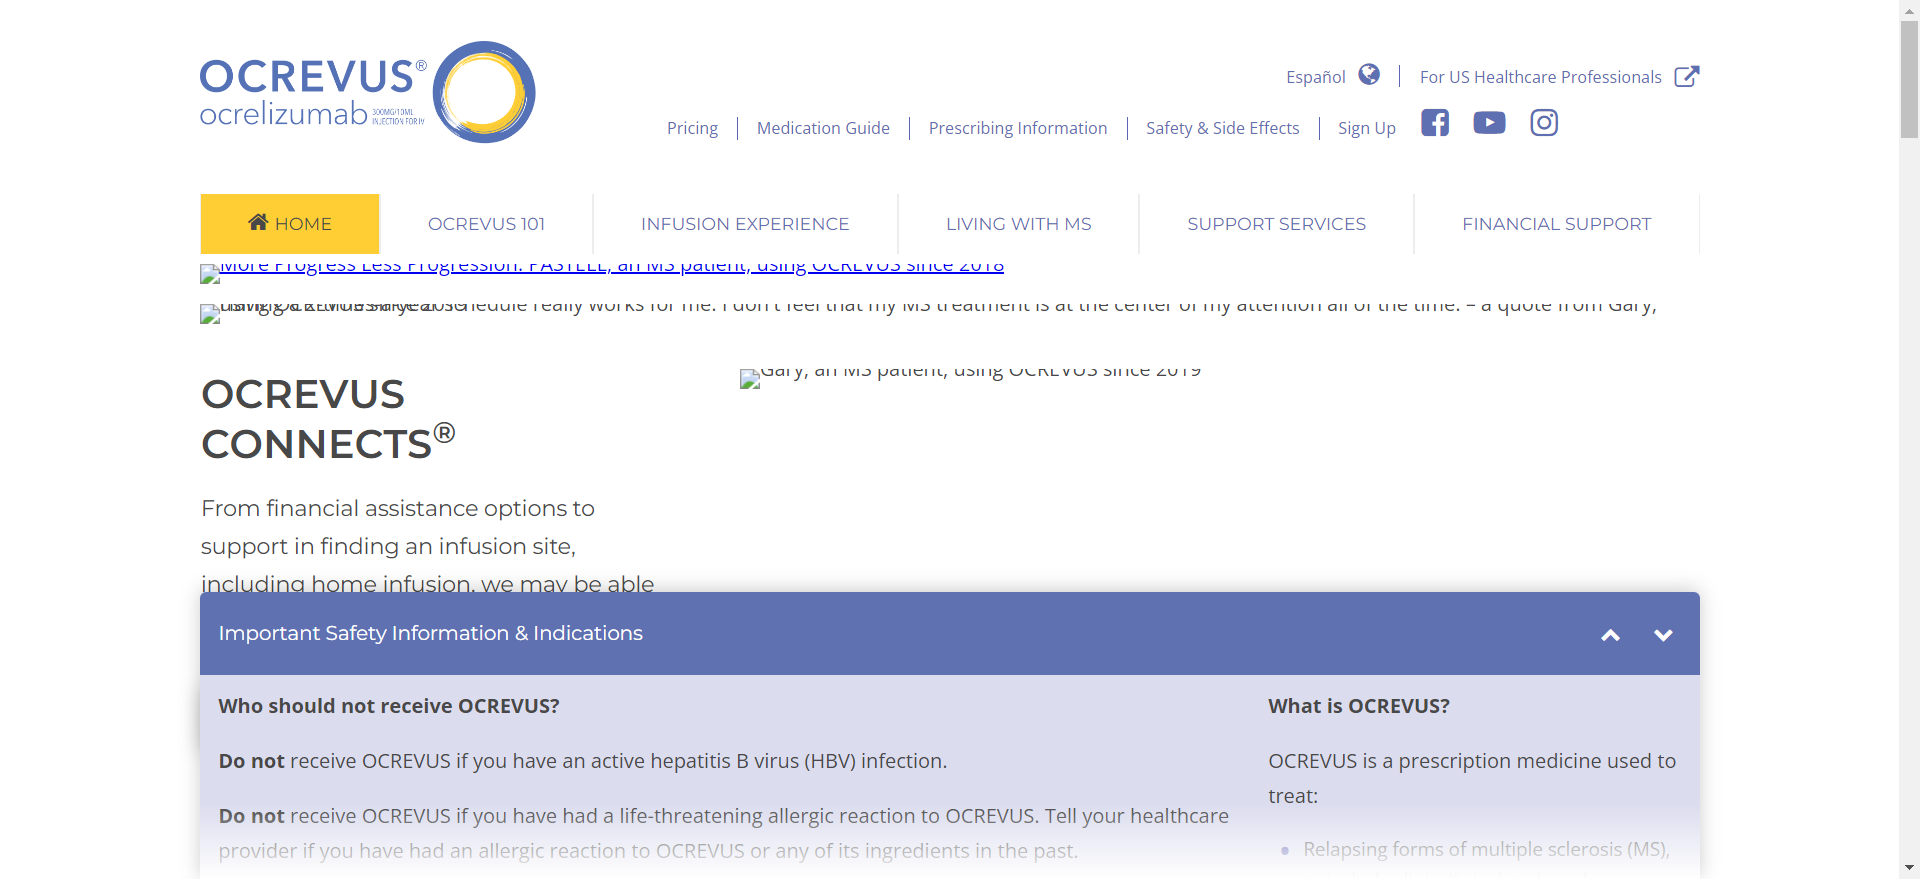 OCREVUS®
ocrelizumab 300MG/10ML INJECTION FOR IV
Español
For US Healthcare Professionals
Pricing
Medication Guide
Prescribing Information
Safety & Side Effects
Sign Up
HOME
OCREVUS 101
INFUSION EXPERIENCE
LIVING WITH MS
SUPPORT SERVICES
FINANCIAL SUPPORT
More Progress Less Progression. PASTELL, an MS patient, using OCREVUS since 2018
schedule really works for me. I don't feel that my MS treatment is at the center of my attention all of the time. – a quote from Gary,
Gary, an MS patient, using OCREVUS since 2019
OCREVUS
CONNECTS®
From financial assistance options to
support in finding an infusion site,
including home infusion, we may be able
Important Safety Information & Indications
Who should not receive OCREVUS?
Do not receive OCREVUS if you have an active hepatitis B virus (HBV) infection.
Do not receive OCREVUS if you have had a life-threatening allergic reaction to OCREVUS. Tell your healthcare
provider if you have had an allergic reaction to OCREVUS or any of its ingredients in the past.
What is OCREVUS?
OCREVUS is a prescription medicine used to
treat:
• Relapsing forms of multiple sclerosis (MS),